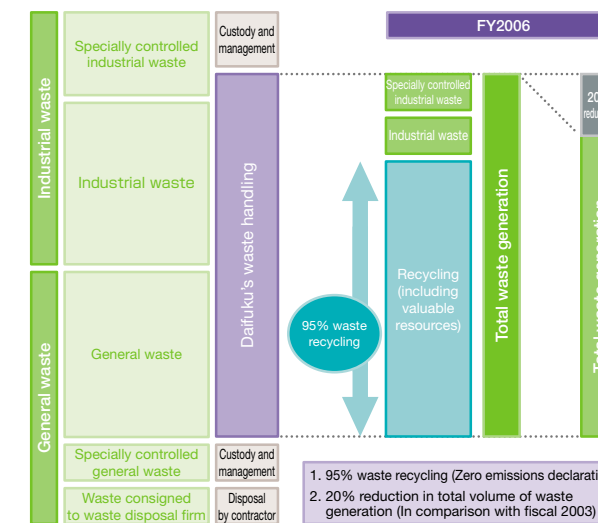 FY2006
Industrial waste
Specially controlled
industrial waste
Custody and
management
Industrial waste
Daifuku's waste handling
General waste
General waste
Specially controlled
general waste
Custody and
management
Waste consigned
to waste disposal firm
Disposal
by contractor
95% waste
recycling
Specially controlled
industrial waste
Industrial waste
Recycling
(including
valuable
resources)
Total waste generation
Total waste generation
1. 95% waste recycling (Zero emissions
2. 20% reduction in total volume of waste
generation (In comparison with fiscal 2003)